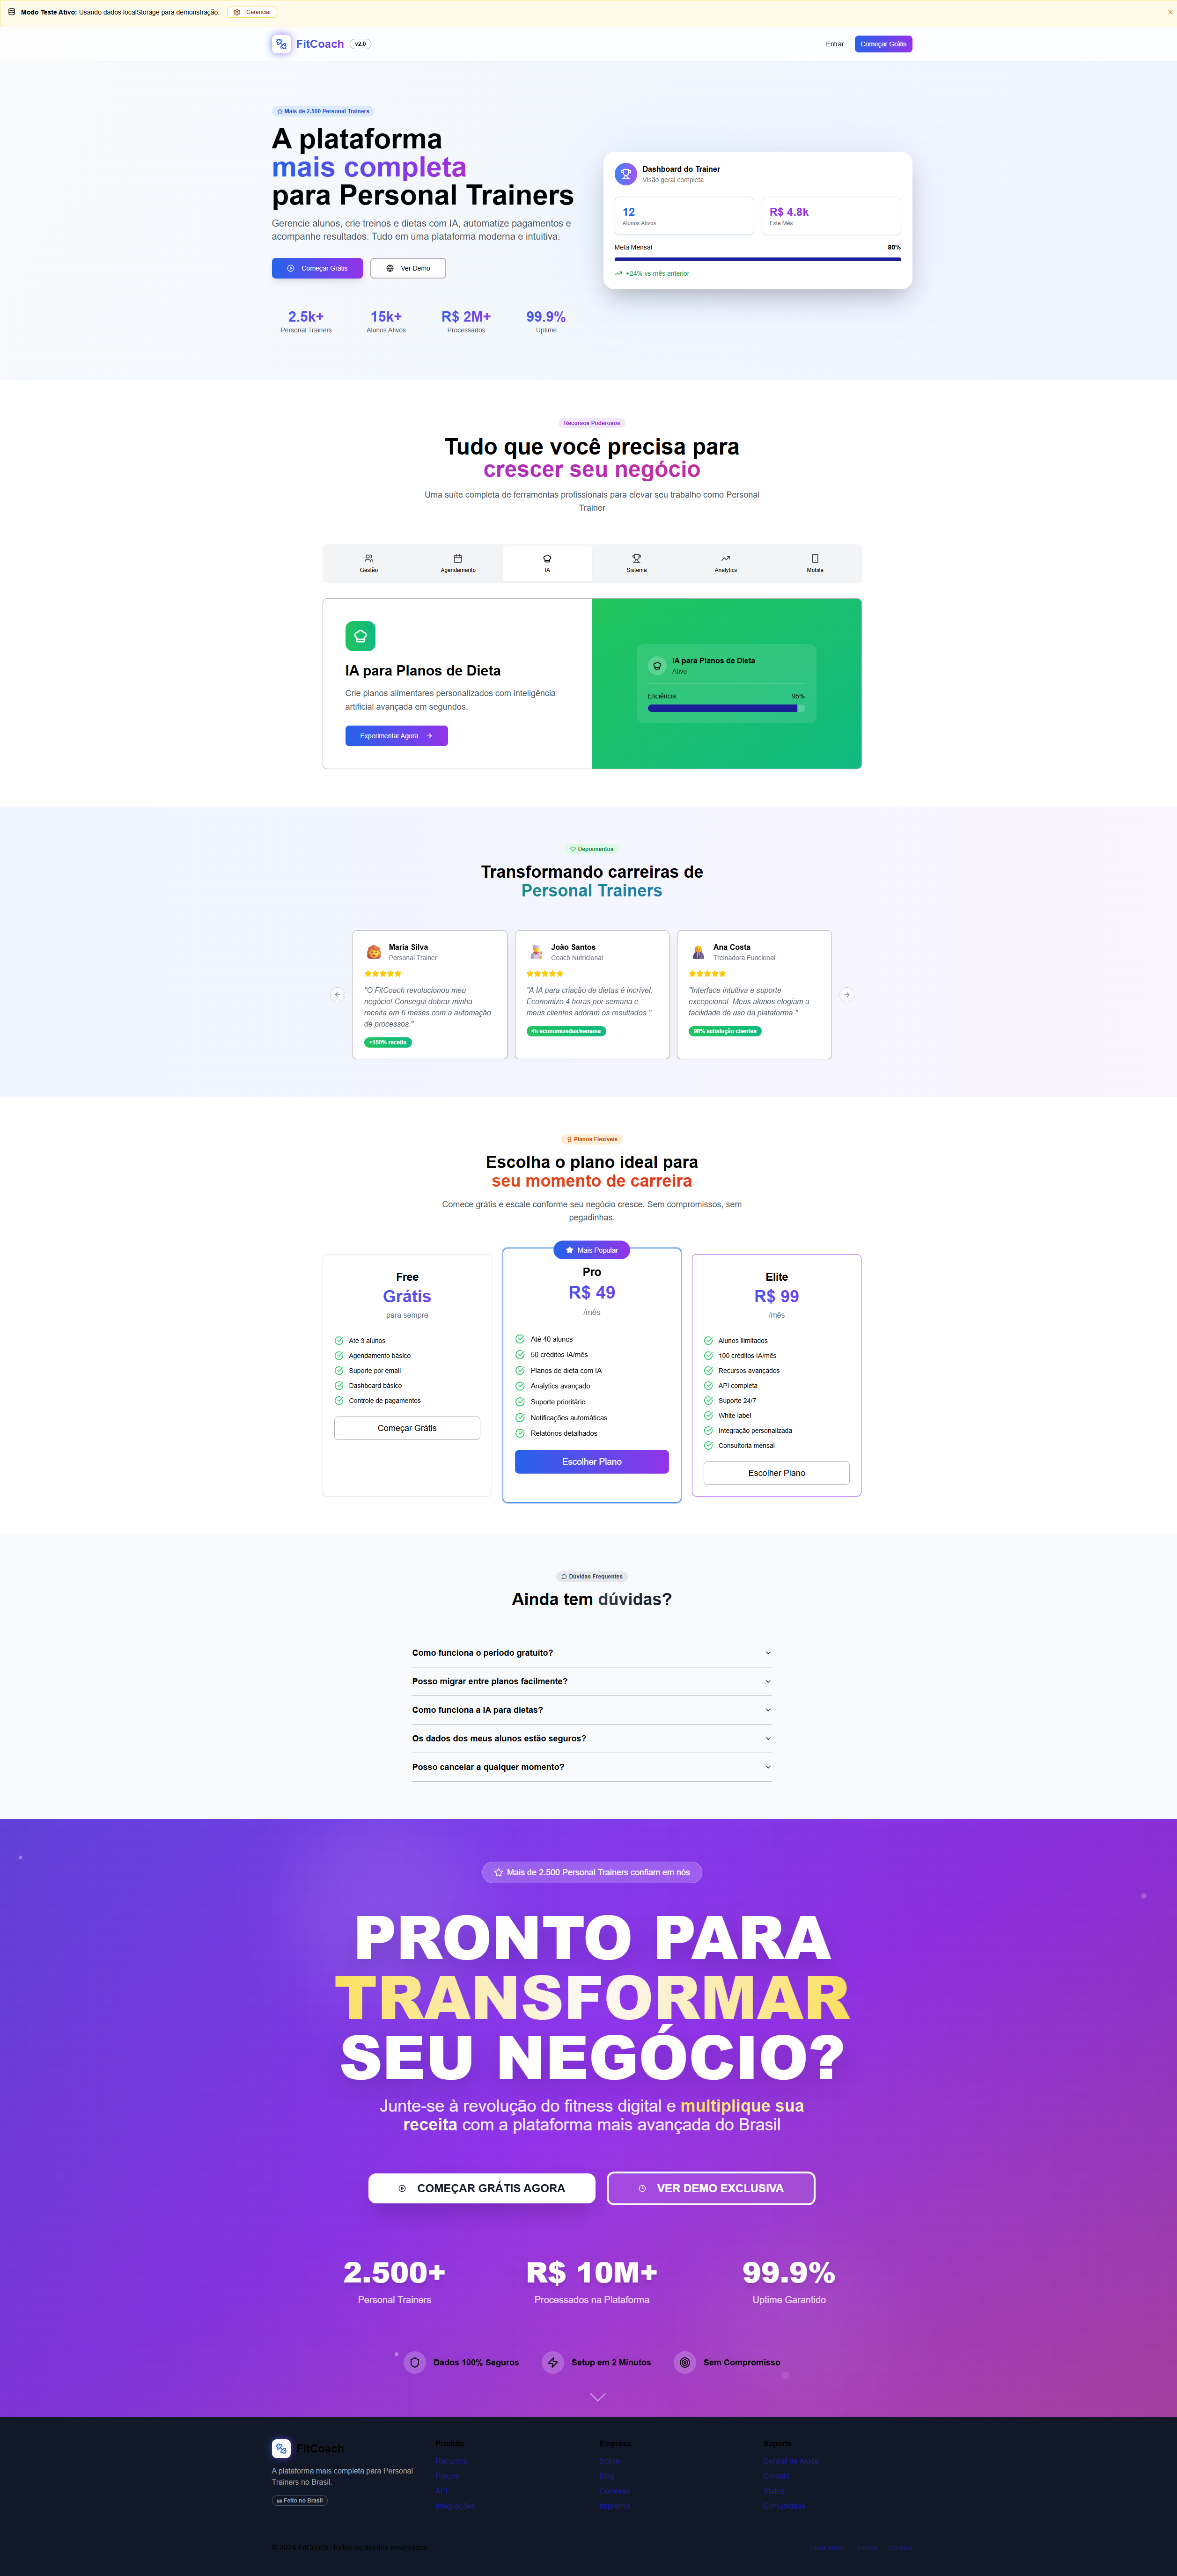 Modo Teste Ativo: Usando dados localStorage para demonstração. Gerenciar
FitCoach v2.0 Entrar Começar Grátis
Mais de 2.500 Personal Trainers
A plataforma
mais completa
para Personal Trainers
Gerencie alunos, crie treinos e dietas com IA, automatize pagamentos e
acompanhe resultados. Tudo em uma plataforma moderna e intuitiva.
Começar Grátis Ver Demo
2.5k+ 15k+ R$ 2M+ 99.9%
Personal Trainers Alunos Ativos Processados Uptime
Dashboard do Trainer
Visão geral completa
12 R$ 4.8k
Alunos Ativos Este Mês
Meta Mensal 80%
+24% vs mês anterior
Recursos Poderosos
Tudo que você precisa para
crescer seu negócio
Uma suíte completa de ferramentas profissionais para elevar seu trabalho como Personal
Trainer
Gestão Agendamento IA Sistema Analytics Mobile
IA para Planos de Dieta
Crie planos alimentares personalizados com inteligência
artificial avançada em segundos.
Experimentar Agora
IA para Planos de Dieta
Ativo
Eficiência 95%
Depoimentos
Transformando carreiras de
Personal Trainers
Maria Silva
Personal Trainer
"O FitCoach revolucionou meu
negócio! Consegui dobrar minha
receita em 6 meses com a automação
de processos."
+150% receita
João Santos
Coach Nutricional
"A IA para criação de dietas é incrível.
Economizo 4 horas por semana e
meus clientes adoram os resultados."
4h economizadas/semana
Ana Costa
Treinadora Funcional
"Interface intuitiva e suporte
excepcional. Meus alunos elogiam a
facilidade de uso da plataforma."
98% satisfação clientes
Planos Flexíveis
Escolha o plano ideal para
seu momento de carreira
Comece grátis e escale conforme seu negócio cresce. Sem compromissos, sem
pegadinhas.
Free
Grátis
para sempre
Até 3 alunos
Agendamento básico
Suporte por email
Dashboard básico
Controle de pagamentos
Começar Grátis
Mais Popular
Pro
R$ 49
/mês
Até 40 alunos
50 créditos IA/mês
Planos de dieta com IA
Analytics avançado
Suporte prioritário
Notificações automáticas
Relatórios detalhados
Escolher Plano
Elite
R$ 99
/mês
Alunos ilimitados
100 créditos IA/mês
Recursos avançados
API completa
Suporte 24/7
White label
Integração personalizada
Consultoria mensal
Escolher Plano
Dúvidas Frequentes
Ainda tem dúvidas?
Como funciona o período gratuito?
Posso migrar entre planos facilmente?
Como funciona a IA para dietas?
Os dados dos meus alunos estão seguros?
Posso cancelar a qualquer momento?
Mais de 2.500 Personal Trainers confiam em nós
PRONTO PARA
TRANSFORMAR
SEU NEGÓCIO?
Junte-se à revolução do fitness digital e multiplique sua
receita com a plataforma mais avançada do Brasil
COMEÇAR GRÁTIS AGORA VER DEMO EXCLUSIVA
2.500+ R$ 10M+ 99.9%
Personal Trainers Processados na Plataforma Uptime Garantido
Dados 100% Seguros Setup em 2 Minutos Sem Compromisso
FitCoach
A plataforma mais completa para Personal
Trainers no Brasil.
Feito no Brasil
Produto
Recursos
Preços
API
Integrações
Empresa
Sobre
Blog
Carreiras
Imprensa
Suporte
Central de Ajuda
Contato
Status
Comunidade
© 2024 FitCoach. Todos os direitos reservados.
Privacidade Termos Cookies